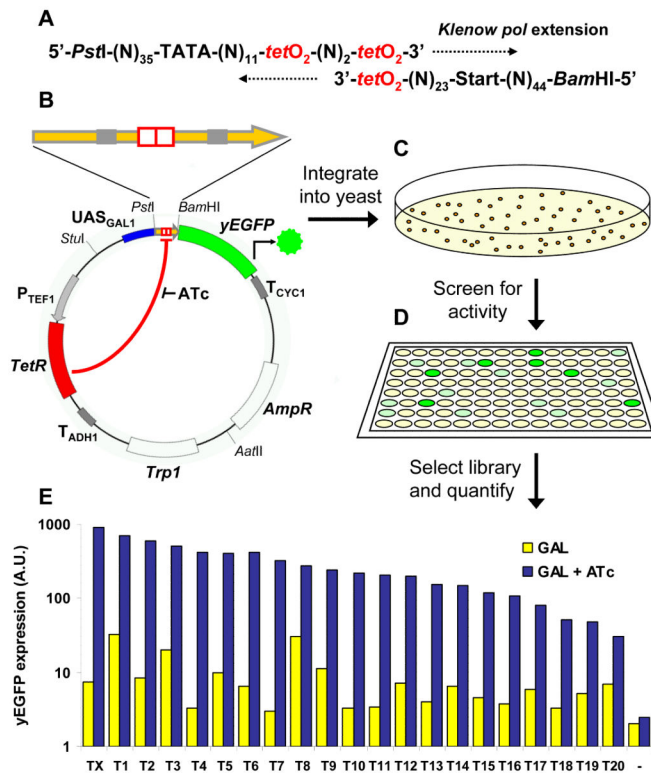 A
Klenow pol extension
5’-PstI-(N)35-TATA-(N)11-tetO2-(N)2-tetO2-3’
3’-tetO2-(N)23-Start-(N)44-BamHI-5’
B
C
Integrate
into yeast
PstI
BamHI
UASGAL1
yEGFP
StuI
PTEF1
ATc
TCYC1
TetR
AmpR
TADH1
AatII
Trp1
Screen for
activity
D
Select library
and quantify
E
yEGFP expression (A.U.)
1000
100
10
1
GAL
GAL + ATc
TX T1 T2 T3 T4 T5 T6 T7 T8 T9 T10 T11 T12 T13 T14 T15 T16 T17 T18 T19 T20 -